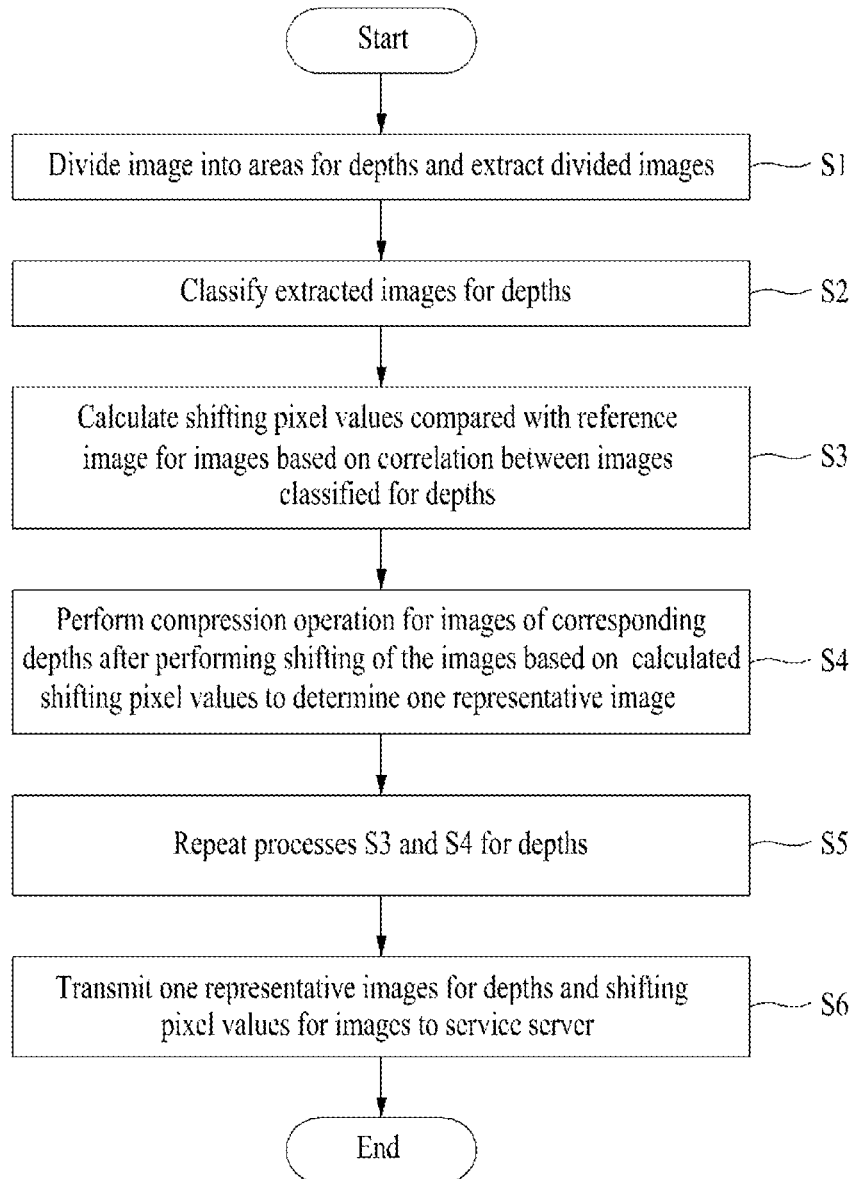 Start
Divide image into areas for depths and extract divided images
S1
Classify extracted images for depths
S2
Calculate shifting pixel values compared with reference
image for images based on correlation between images
classified for depths
S3
Perform compression operation for images of corresponding
depths after performing shifting of the images based on calculated
shifting pixel values to determine one representative image
S4
Repeat processes S3 and S4 for depths
S5
Transmit one representative images for depths and shifting
pixel values for images to service server
S6
End